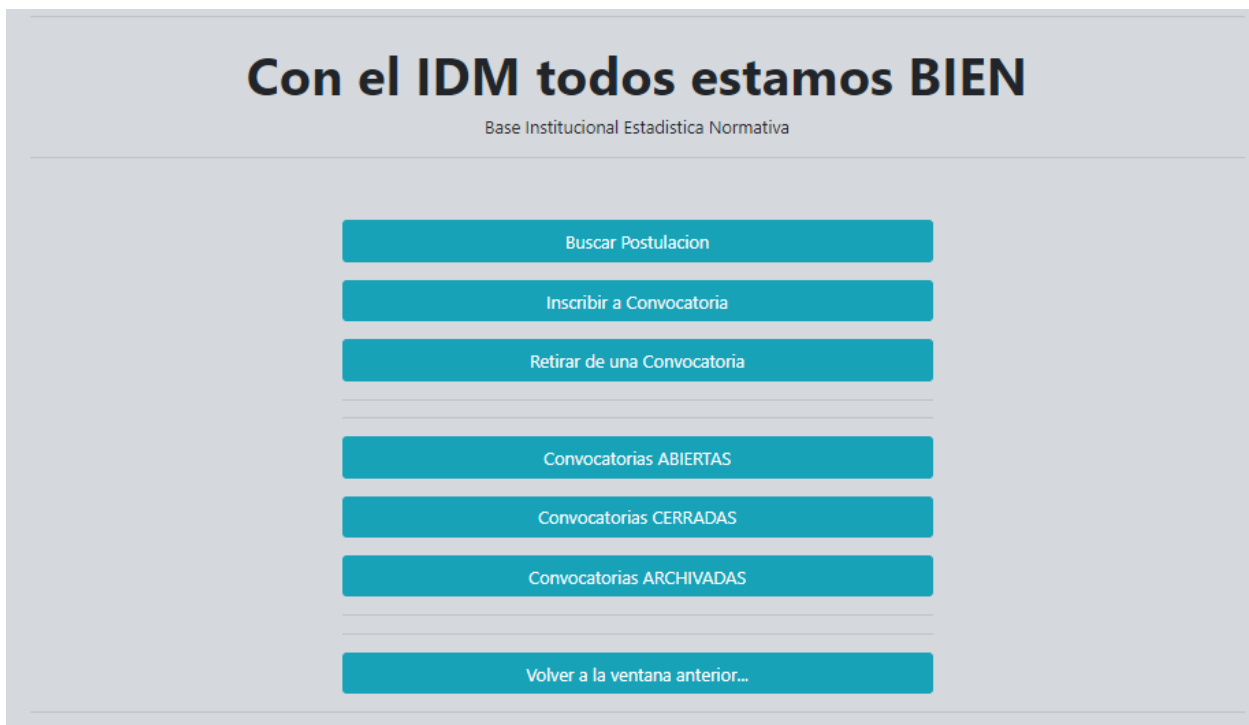 Con el IDM todos estamos BIEN
Base Institucional Estadistica Normativa
Buscar Postulacion
Inscribir a Convocatoria
Retirar de una Convocatoria
Convocatorias ABIERTAS
Convocatorias CERRADAS
Convocatorias ARCHIVADAS
Volver a la ventana anterior...